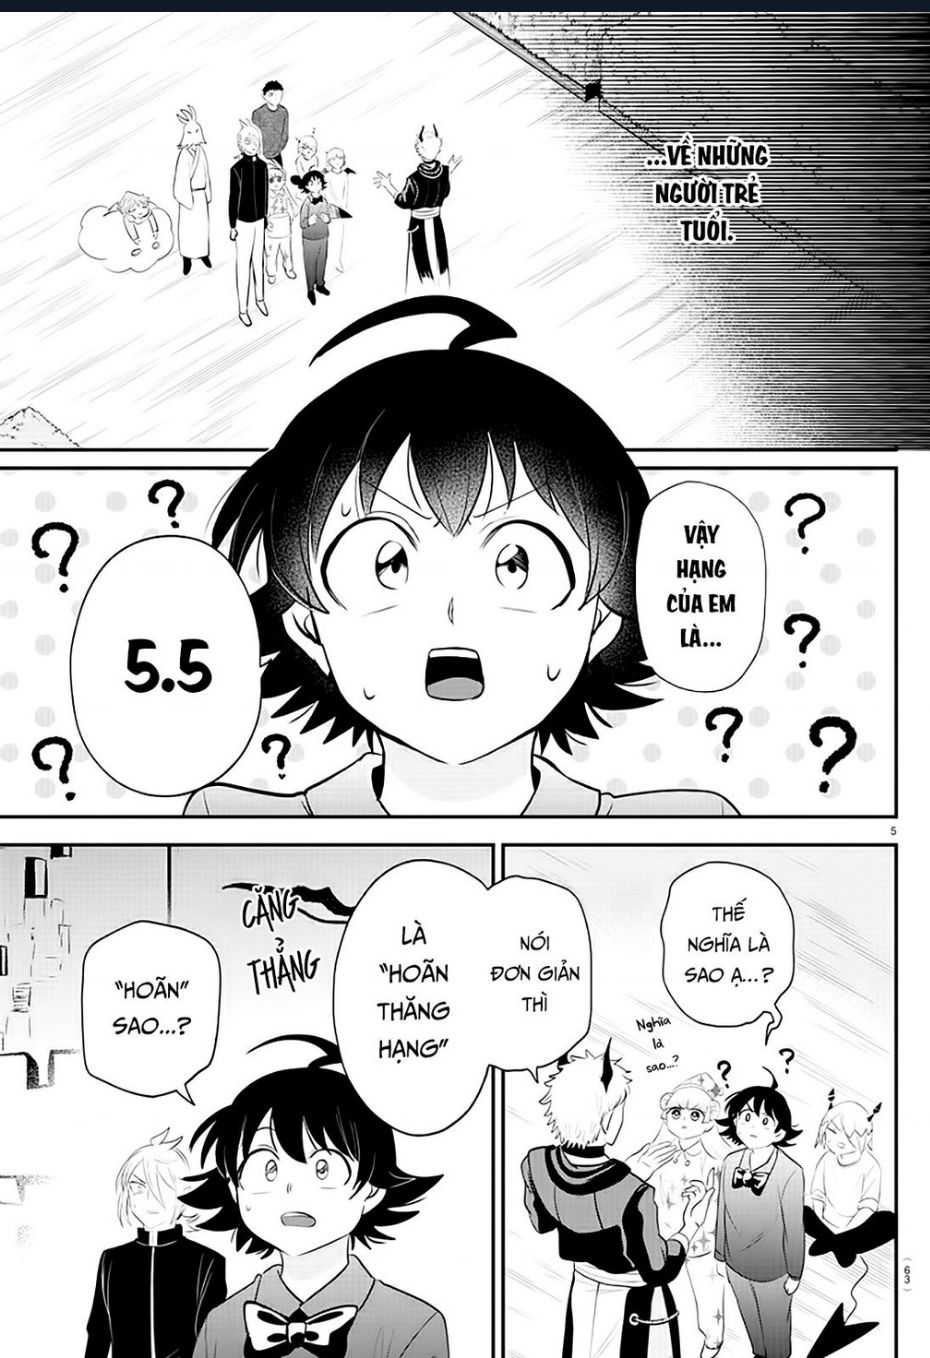 ...VỀ NHỮNG
NGƯỜI TRẺ
TUỔI.
VẬY
HẠNG
CỦA EM
LÀ...
?
?
?
?
?
5.5
?
?
?
?
5
THẾ
NGHĨA LÀ
SAO Ạ...?
Nghĩa
là
sao...?
?
?
NÓI
ĐƠN GIẢN
THÌ
LÀ
“HOÃN
THĂNG
HẠNG”
CĂNG
THẲNG
“HOÃN”
SAO...?
(63)